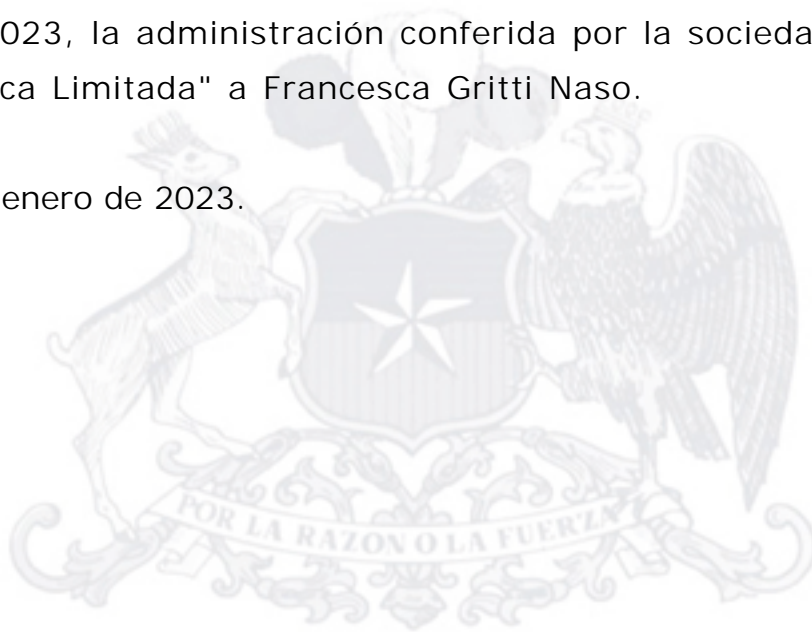 023, la administración conferida por la socieda
ca Limitada" a Francesca Gritti Naso.
enero de 2023.
POR LA RAZON O LA FUERZA